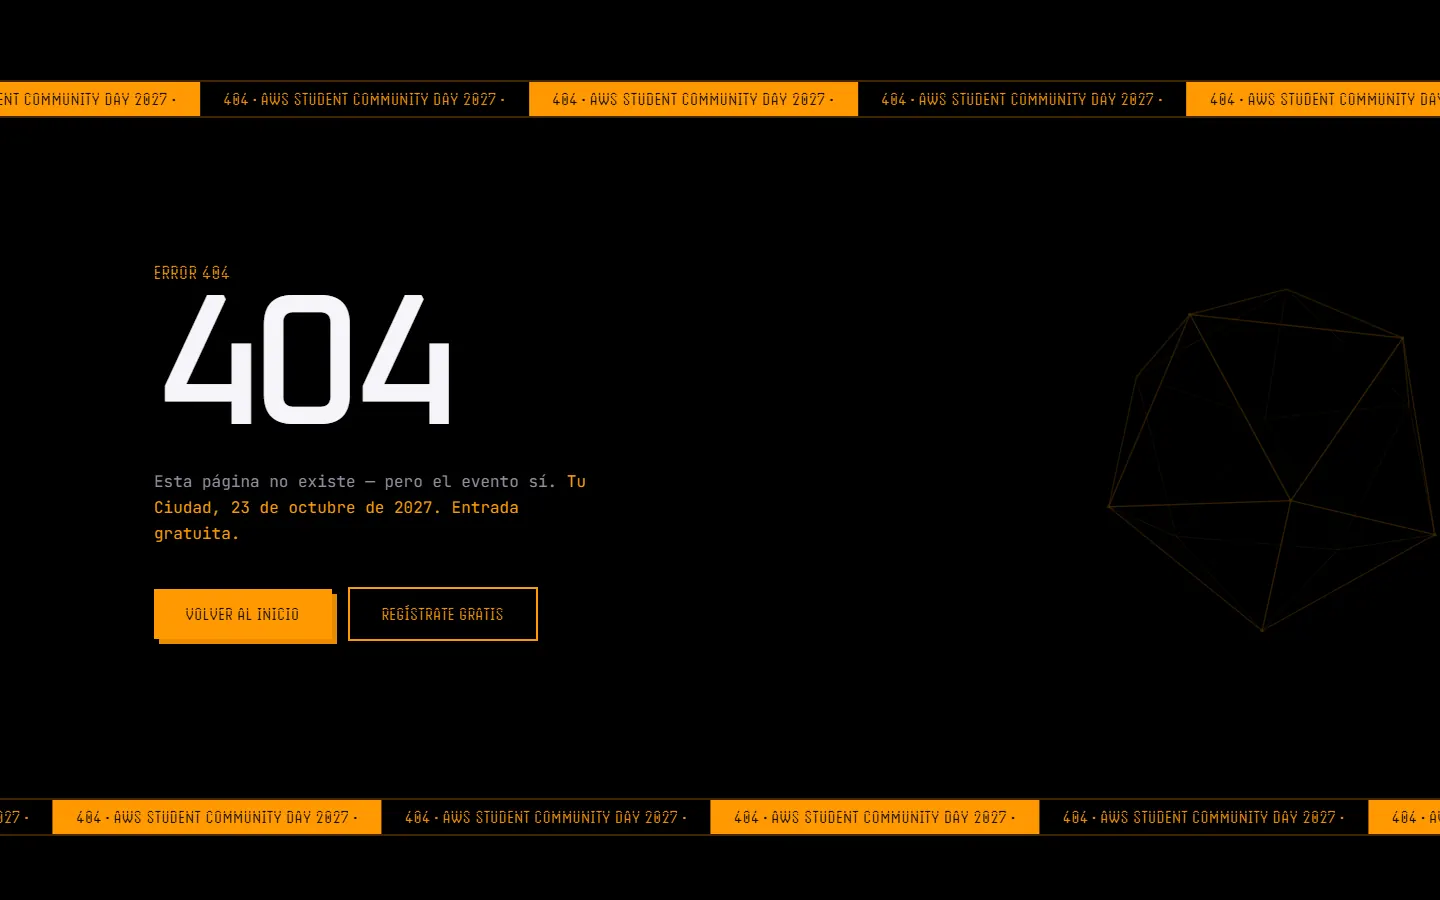 ENT COMMUNITY DAY 2027 · 404 · AWS STUDENT COMMUNITY DAY 2027 · 404 · AWS STUDENT COMMUNITY DAY 2027 · 404 · AWS STUDENT COMMUNITY DAY 2027 · 404 · AWS STUDENT COMMUNITY DAY
ERROR 404
404
Esta página no existe — pero el evento sí. Tu
Ciudad, 23 de octubre de 2027. Entrada
gratuita.
VOLVER AL INICIO REGÍSTRATE GRATIS
027 · 404 · AWS STUDENT COMMUNITY DAY 2027 · 404 · AWS STUDENT COMMUNITY DAY 2027 · 404 · AWS STUDENT COMMUNITY DAY 2027 · 404 · AWS STUDENT COMMUNITY DAY 2027 · 404 · A